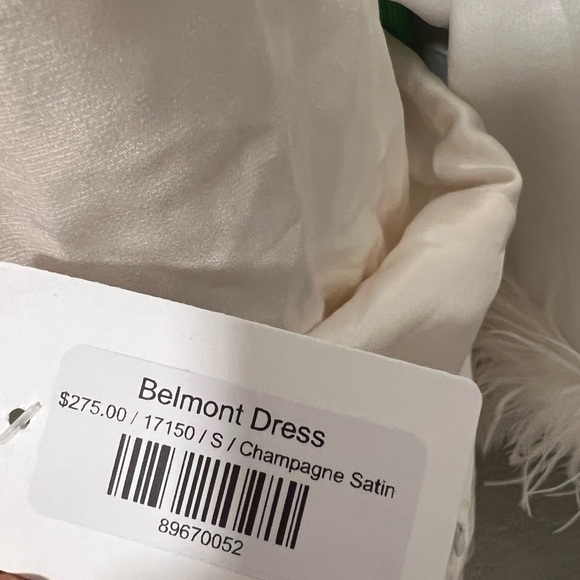 Belmont Dress
$275.00 / 17150 / S / Champagne Satin
89670052